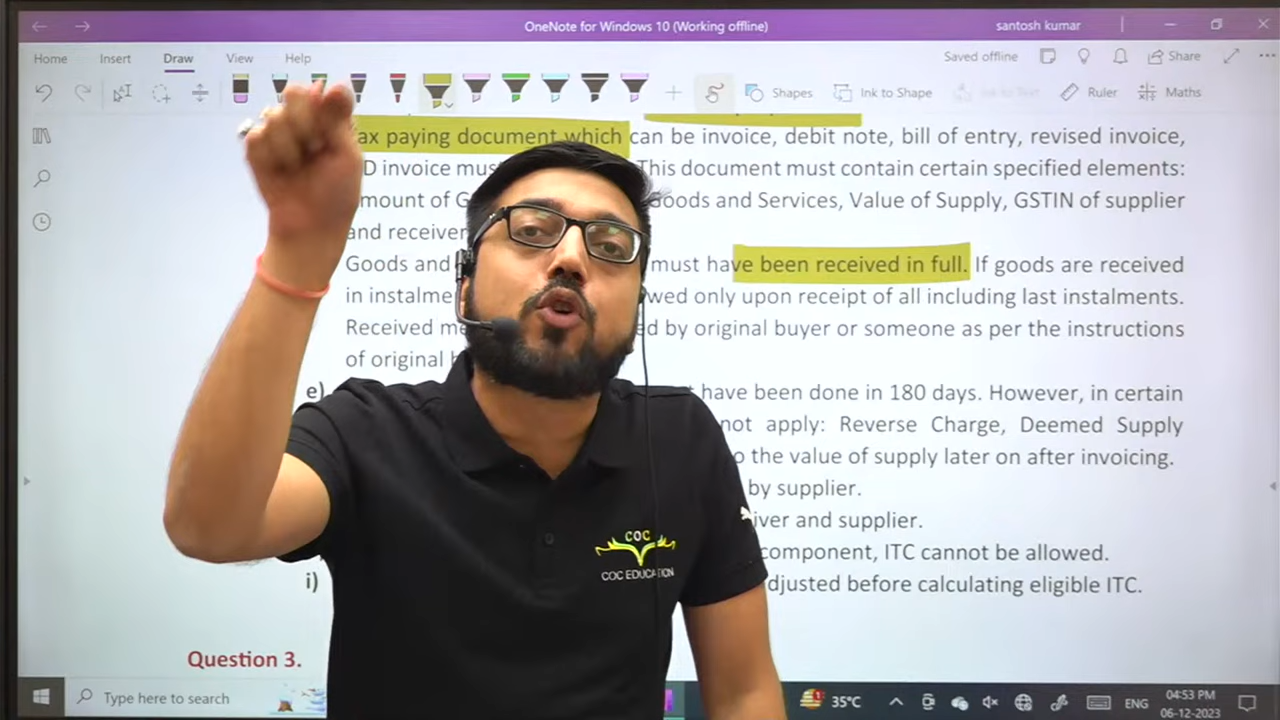 OneNote for Windows 10 (Working offline)
santosh kumar
Home Insert Draw View Help
Saved offline
Share
Shapes
Ink to Shape
Ink to Text
Ruler
Maths
ax paying document which can be invoice, debit note, bill of entry, revised invoice,
D invoice mus This document must contain certain specified elements:
mount of G oods and Services, Value of Supply, GSTIN of supplier
and receiver
Goods and must have been received in full. If goods are received
in instalme wed only upon receipt of all including last instalments.
Received me d by original buyer or someone as per the instructions
of original b
e) have been done in 180 days. However, in certain
not apply: Reverse Charge, Deemed Supply
o the value of supply later on after invoicing.
by supplier.
iver and supplier.
component, ITC cannot be allowed.
i) djusted before calculating eligible ITC.
Question 3.
COC
COC EDUCATION
Type here to search
1
35°C
ENG
04:53 PM
06-12-2023